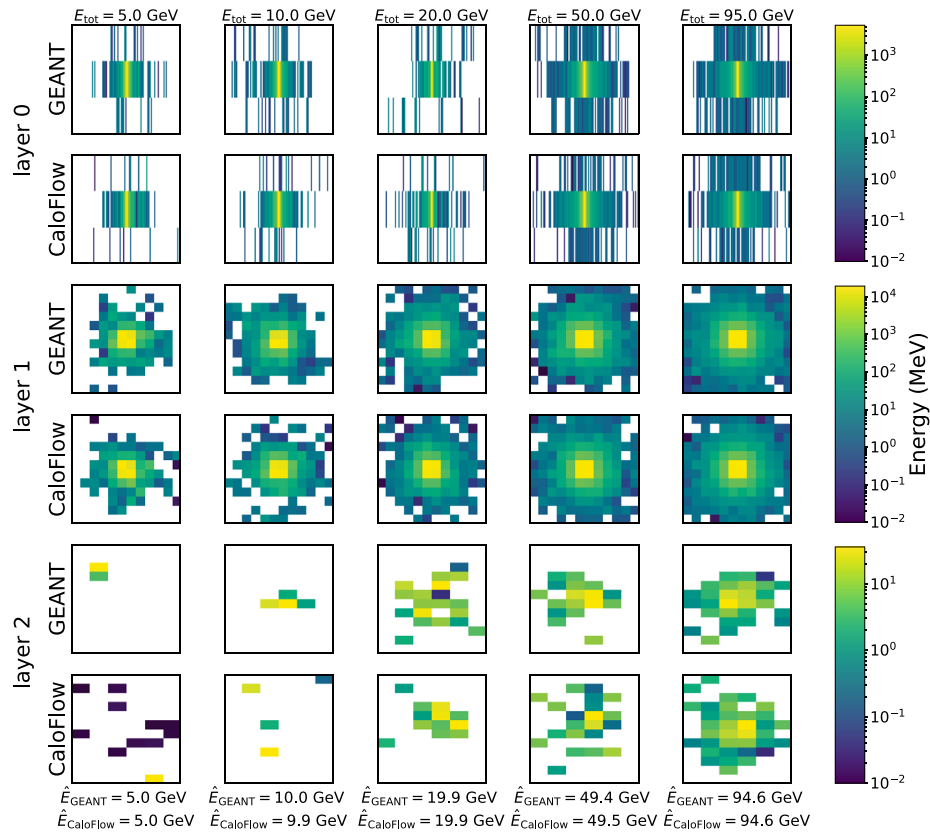 E_tot = 5.0 GeV E_tot = 10.0 GeV E_tot = 20.0 GeV E_tot = 50.0 GeV E_tot = 95.0 GeV
layer 0
GEANT
CaloFlow
10^3
10^2
10^1
10^0
10^−1
10^−2
layer 1
GEANT
CaloFlow
10^4
10^3
10^2
10^1
10^0
10^−1
10^−2
Energy (MeV)
layer 2
GEANT
CaloFlow
10^1
10^0
10^−1
10^−2
Ê_GEANT = 5.0 GeV Ê_GEANT = 10.0 GeV Ê_GEANT = 19.9 GeV Ê_GEANT = 49.4 GeV Ê_GEANT = 94.6 GeV
Ê_CaloFlow = 5.0 GeV Ê_CaloFlow = 9.9 GeV Ê_CaloFlow = 19.9 GeV Ê_CaloFlow = 49.5 GeV Ê_CaloFlow = 94.6 GeV